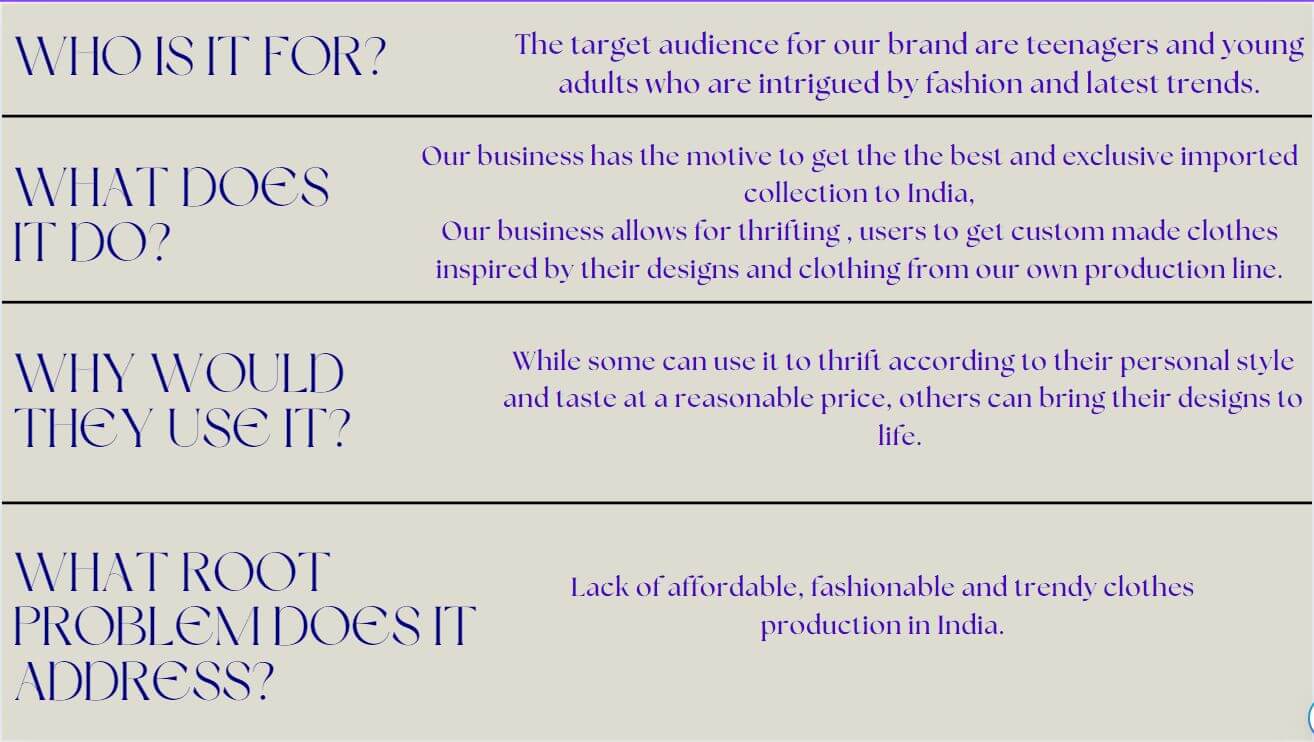 WHO IS IT FOR?
The target audience for our brand are teenagers and young
adults who are intrigued by fashion and latest trends.
WHAT DOES
IT DO?
Our business has the motive to get the the best and exclusive imported
collection to India,
Our business allows for thrifting , users to get custom made clothes
inspired by their designs and clothing from our own production line.
WHY WOULD
THEY USE IT?
While some can use it to thrift according to their personal style
and taste at a reasonable price, others can bring their designs to
life.
WHAT ROOT
PROBLEM DOES IT
ADDRESS?
Lack of affordable, fashionable and trendy clothes
production in India.